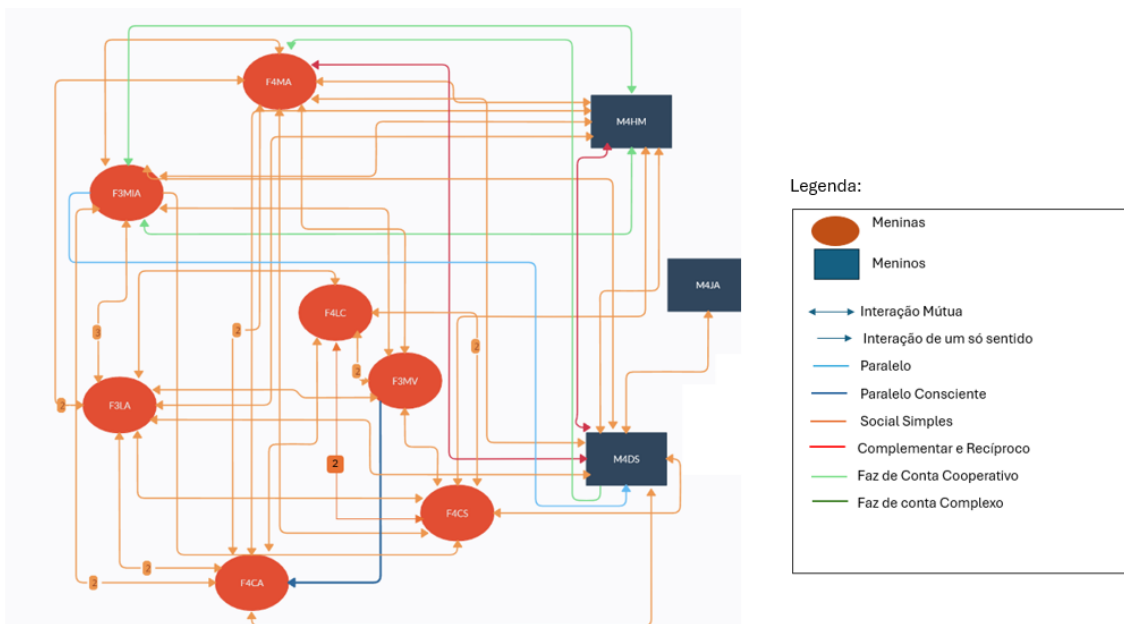 F4MA
M4HM
F3MIA
Legenda:
Meninas
Meninos
M4JA
F4LC
Interação Mútua
3
2
Interação de um só sentido
2
2
Paralelo
F3MV
Paralelo Consciente
2
F3LA
Social Simples
Complementar e Recíproco
2
M4DS
Faz de Conta Cooperativo
F4CS
Faz de conta Complexo
2
2
F4CA